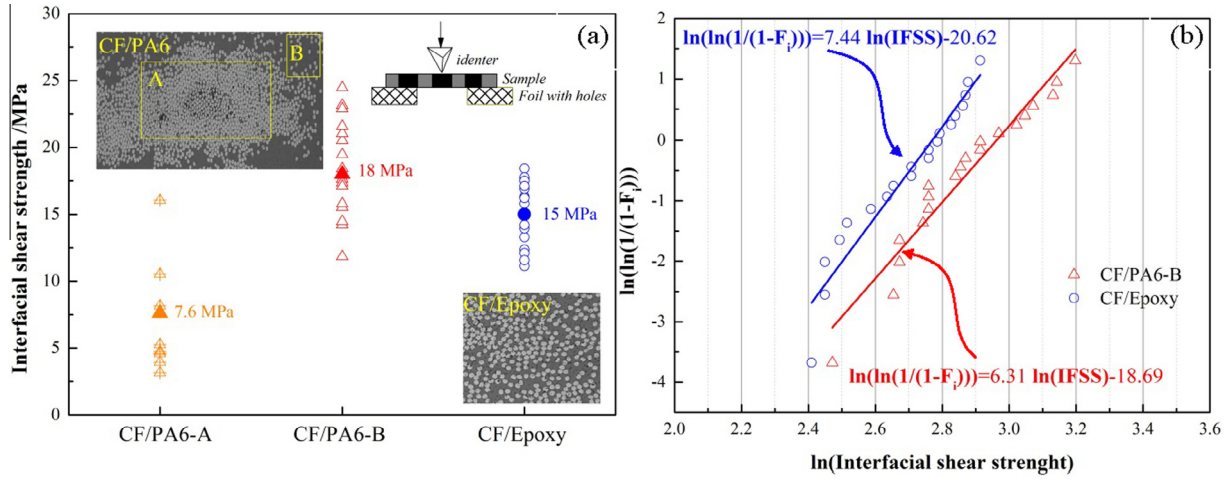 (a)
30
25
20
15
10
5
0
Interfacial shear strength /MPa
CF/PA6
A
B
identer
Sample
Foil with holes
7.6 MPa
18 MPa
15 MPa
CF/Epoxy
CF/PA6-A
CF/PA6-B
CF/Epoxy
(b)
2
1
0
-1
-2
-3
-4
ln(ln(1/(1-Fi)))
ln(ln(1/(1-Fi)))=7.44 ln(IFSS)-20.62
CF/PA6-B
CF/Epoxy
ln(ln(1/(1-Fi)))=6.31 ln(IFSS)-18.69
2.0 2.2 2.4 2.6 2.8 3.0 3.2 3.4 3.6
ln(Interfacial shear strenght)